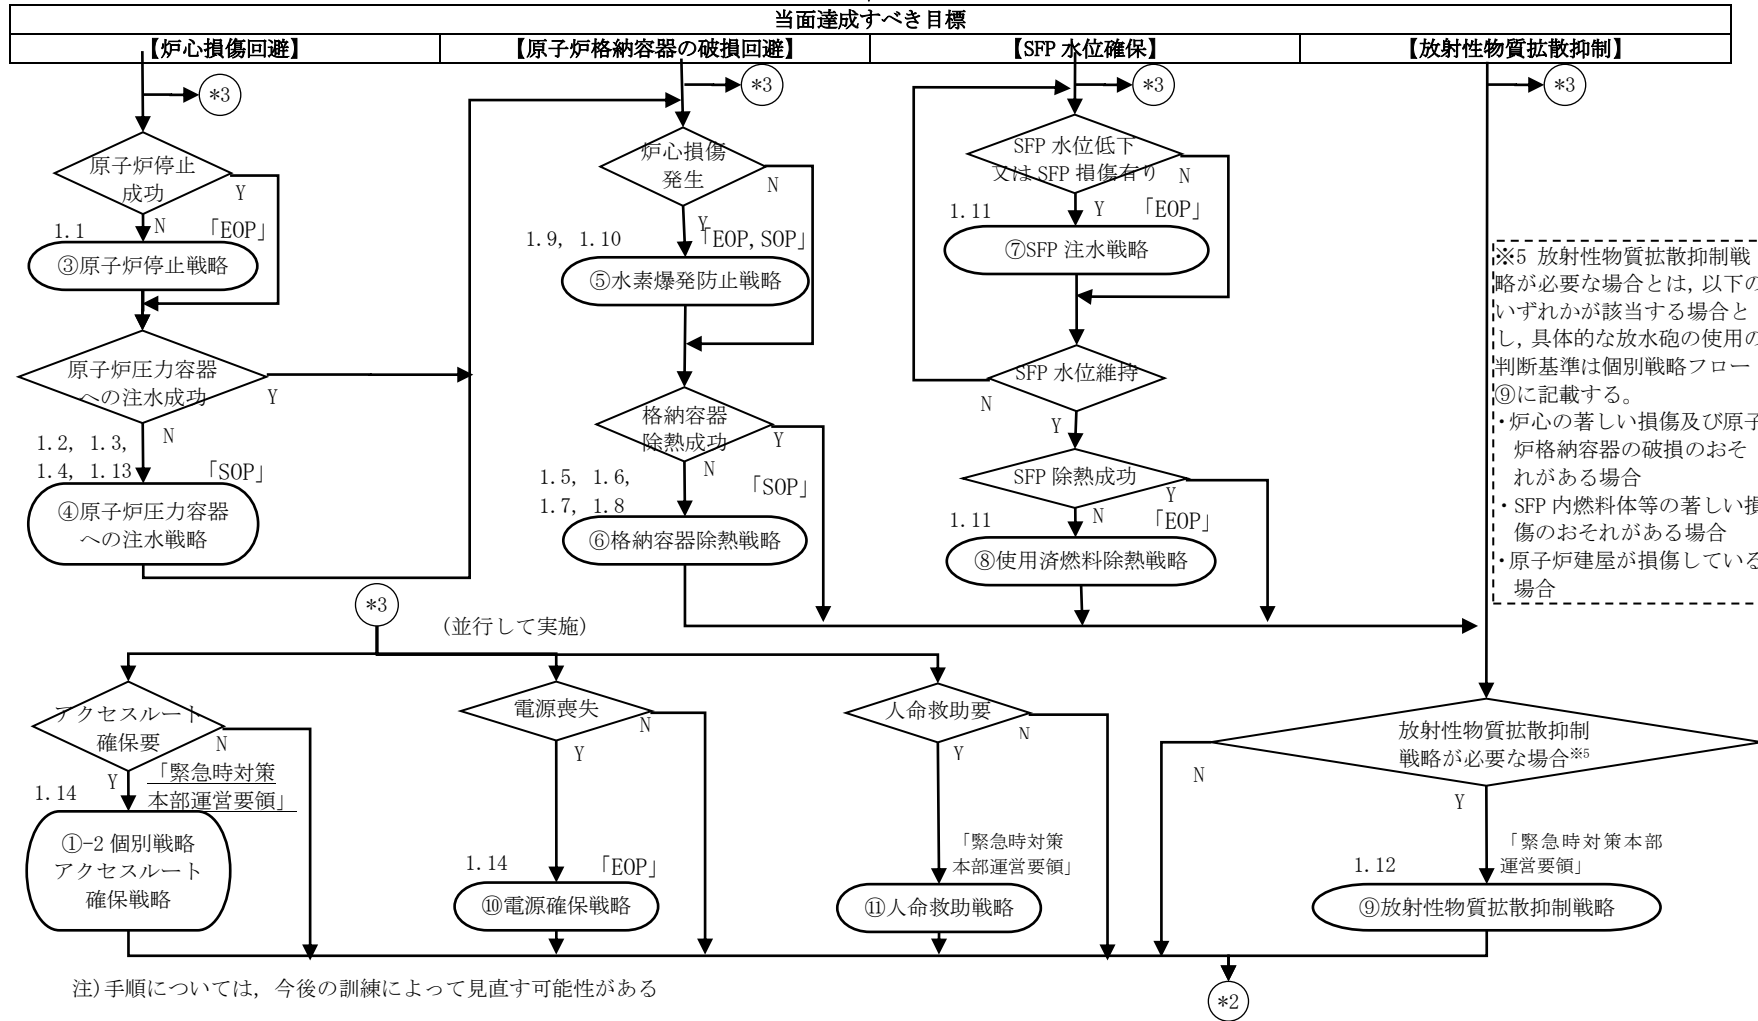 当面達成すべき目標
【炉心損傷回避】
【原子炉格納容器の破損回避】
【SFP 水位確保】
【放射性物質拡散抑制】
*3
*3
*3
*3
原子炉停止
成功
Y
N
1.1
「EOP」
③原子炉停止戦略
原子炉圧力容器
への注水成功
Y
N
1.2, 1.3,
1.4, 1.13
「SOP」
④原子炉圧力容器
への注水戦略
炉心損傷
発生
N
Y
1.9, 1.10
「EOP,SOP」
⑤水素爆発防止戦略
格納容器
除熱成功
Y
N
1.5, 1.6,
1.7, 1.8
「SOP」
⑥格納容器除熱戦略
SFP 水位低下
又は SFP 損傷有り
N
Y
1.11
「EOP」
⑦SFP 注水戦略
SFP 水位維持
N
Y
SFP 除熱成功
Y
N
1.11
「EOP」
⑧使用済燃料除熱戦略
※5 放射性物質拡散抑制戦
略が必要な場合とは，以下の
いずれかが該当する場合と
し，具体的な放水砲の使用の
判断基準は個別戦略フロー
⑨に記載する。
・炉心の著しい損傷及び原子
炉格納容器の破損のおそ
れがある場合
・SFP 内燃料体等の著しい損
傷のおそれがある場合
・原子炉建屋が損傷している
場合
*3
(並行して実施)
アクセスルート
確保要
N
Y
「緊急時対策
本部運営要領」
1.14
①-2 個別戦略
アクセスルート
確保戦略
電源喪失
N
Y
1.14
「EOP」
⑩電源確保戦略
人命救助要
N
Y
「緊急時対策
本部運営要領」
⑪人命救助戦略
放射性物質拡散抑制
戦略が必要な場合※5
N
Y
「緊急時対策本部
運営要領」
1.12
⑨放射性物質拡散抑制戦略
注)手順については，今後の訓練によって見直す可能性がある
*2